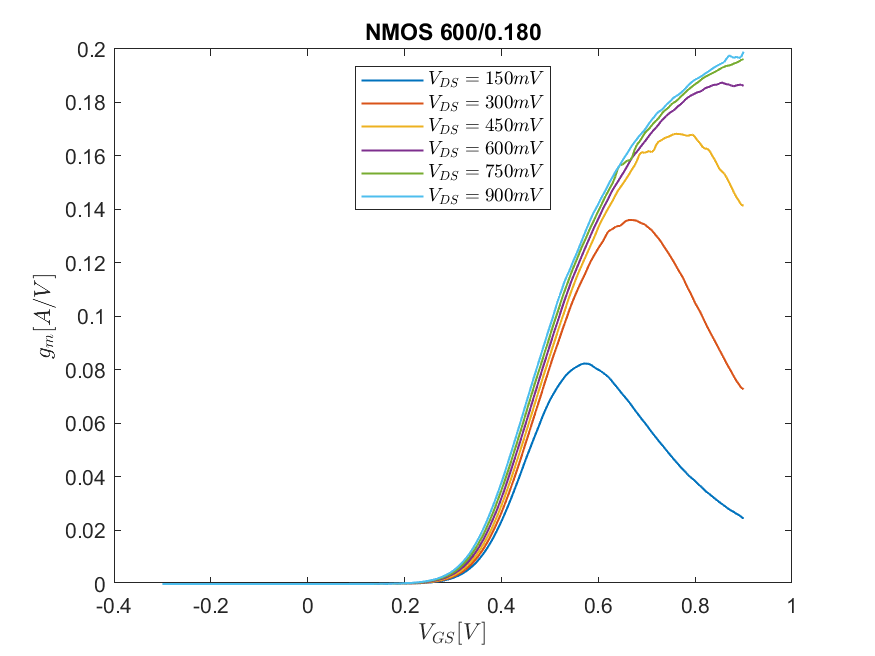 NMOS 600/0.180
0.2
0.18
0.16
0.14
0.12
0.1
0.08
0.06
0.04
0.02
0
g_m[A/V]
V_DS = 150mV
V_DS = 300mV
V_DS = 450mV
V_DS = 600mV
V_DS = 750mV
V_DS = 900mV
-0.4 -0.2 0 0.2 0.4 0.6 0.8 1
V_GS[V]